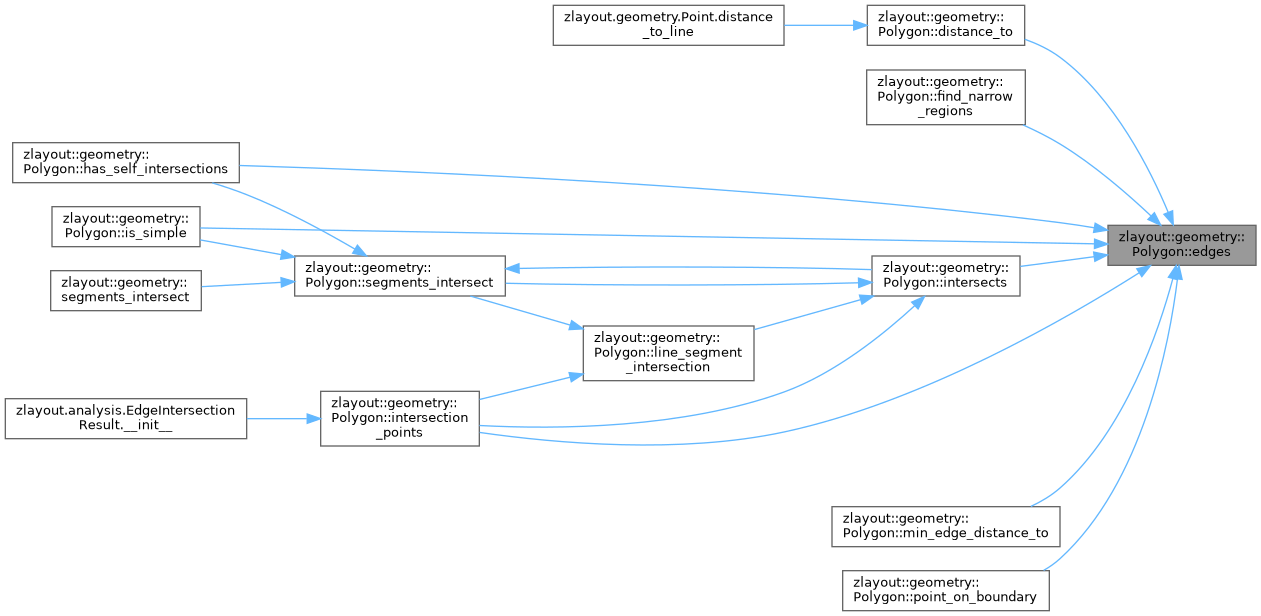 zlayout.geometry.Point.distance
_to_line
zlayout::geometry::
Polygon::distance_to
zlayout::geometry::
Polygon::find_narrow
_regions
zlayout::geometry::
Polygon::has_self_intersections
zlayout::geometry::
Polygon::is_simple
zlayout::geometry::
Polygon::edges
zlayout::geometry::
segments_intersect
zlayout::geometry::
Polygon::segments_intersect
zlayout::geometry::
Polygon::intersects
zlayout::geometry::
Polygon::line_segment
_intersection
zlayout.analysis.EdgeIntersection
Result.__init__
zlayout::geometry::
Polygon::intersection
_points
zlayout::geometry::
Polygon::min_edge_distance_to
zlayout::geometry::
Polygon::point_on_boundary